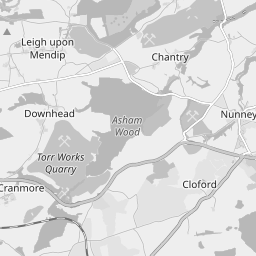 Leigh upon
Mendip
Chantry
Downhead
Asham
Wood
Nunney
Torr Works
Quarry
Cranmore
Cloford